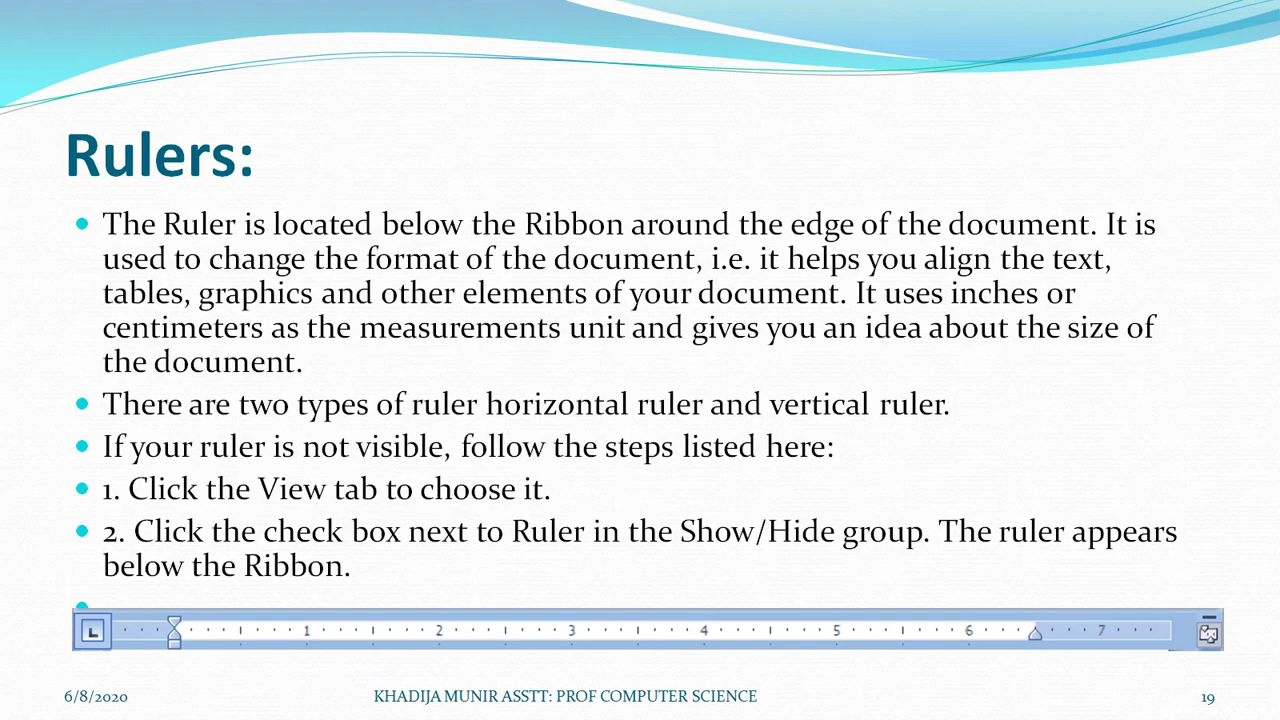 Rulers:
• The Ruler is located below the Ribbon around the edge of the document. It is
used to change the format of the document, i.e. it helps you align the text,
tables, graphics and other elements of your document. It uses inches or
centimeters as the measurements unit and gives you an idea about the size of
the document.
• There are two types of ruler horizontal ruler and vertical ruler.
• If your ruler is not visible, follow the steps listed here:
• 1. Click the View tab to choose it.
• 2. Click the check box next to Ruler in the Show/Hide group. The ruler appears
below the Ribbon.
1 2 3 4 5 6 7
6/8/2020 KHADIJA MUNIR ASSTT: PROF COMPUTER SCIENCE 19